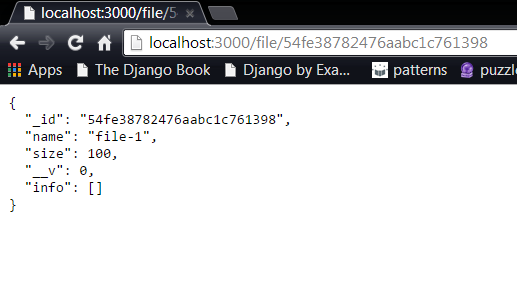 localhost:3000/file/5
localhost:3000/file/54fe38782476aabc1c761398
Apps The Django Book Django by Exa... patterns puzzle
{
"_id": "54fe38782476aabc1c761398",
"name": "file-1",
"size": 100,
"__v": 0,
"info": []
}